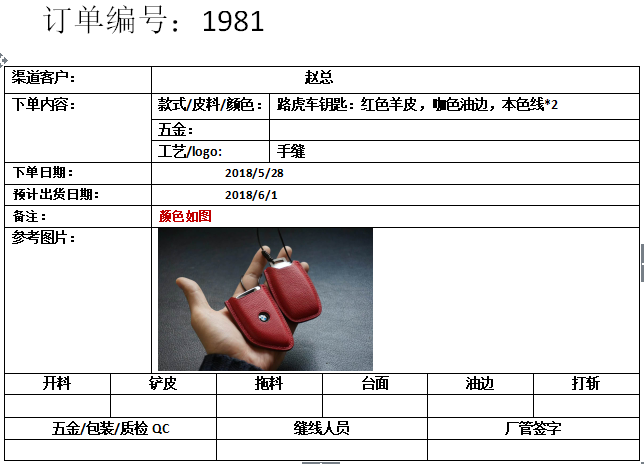 订单编号：1981
渠道客户： 赵总
下单内容： 款式/皮料/颜色： 路虎车钥匙：红色羊皮，咖色油边，本色线*2
五金：
工艺/logo: 手缝
下单日期： 2018/5/28
预计出货日期： 2018/6/1
备注： 颜色如图
参考图片：
开料 铲皮 拖料 台面 油边 打斩
五金/包装/质检 QC 缝线人员 厂管签字